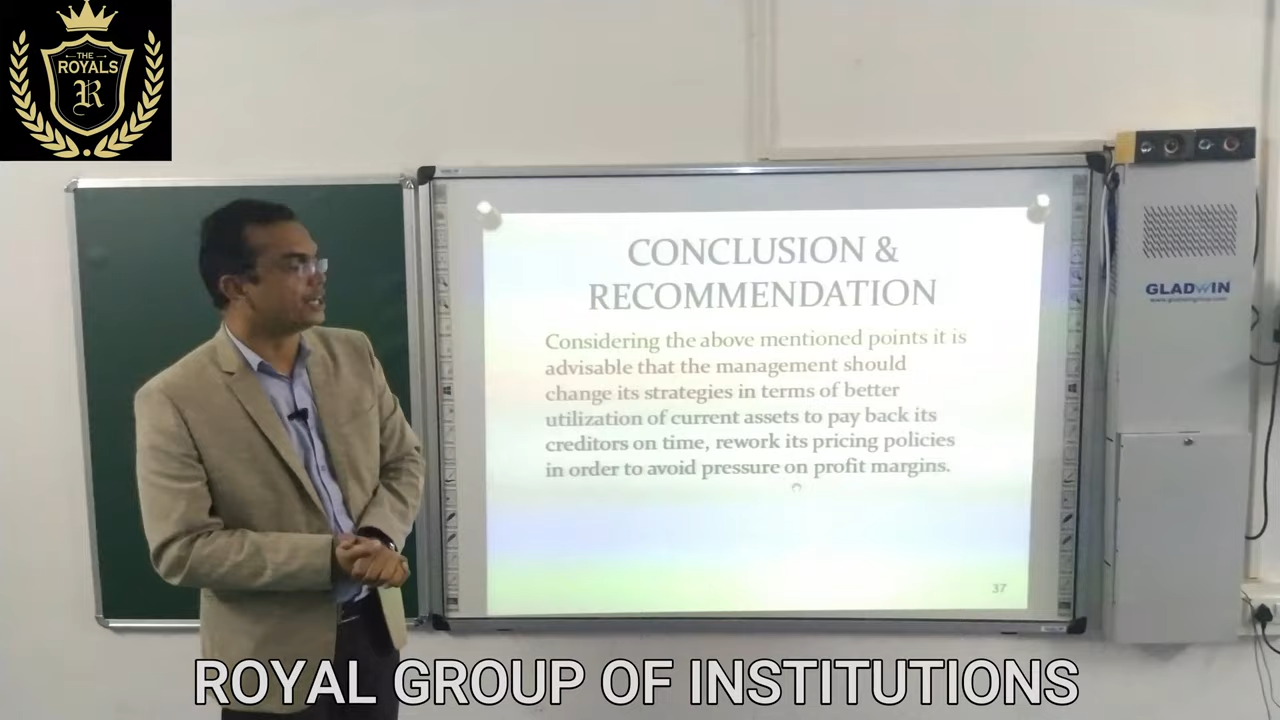 THE
ROYALS
R
CONCLUSION &
RECOMMENDATION
Considering the above mentioned points it is
advisable that the management should
change its strategies in terms of better
utilization of current assets to pay back its
creditors on time, rework its pricing policies
in order to avoid pressure on profit margins.
37
GLADWIN
ROYAL GROUP OF INSTITUTIONS